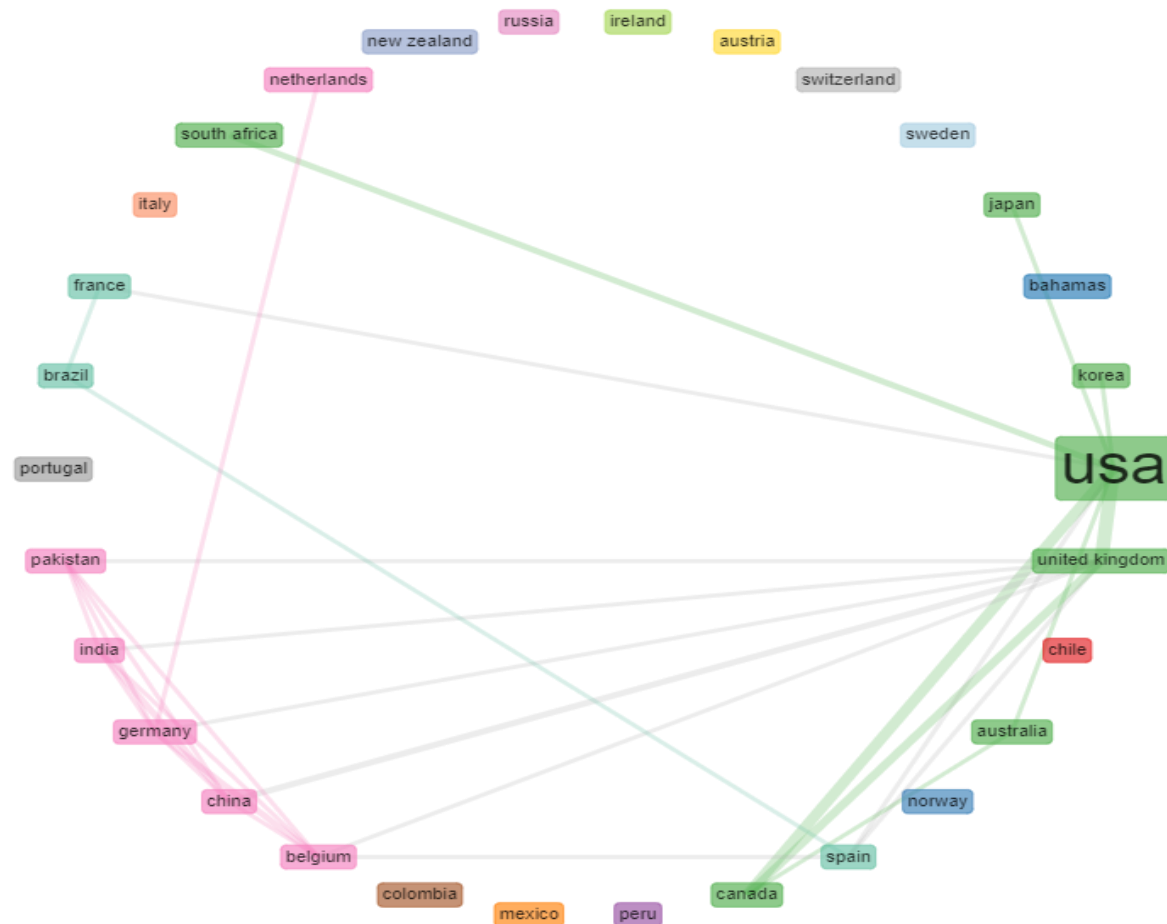 russia
ireland
new zealand
austria
netherlands
switzerland
south africa
sweden
italy
japan
france
bahamas
brazil
korea
portugal
usa
pakistan
united kingdom
india
chile
germany
australia
china
norway
belgium
spain
colombia
canada
mexico
peru